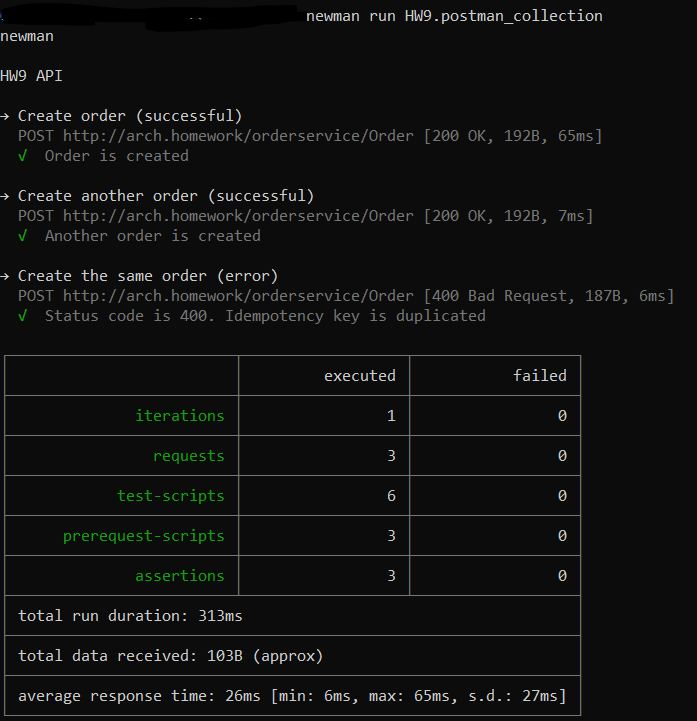 newman run HW9.postman_collection
newman
HW9 API
→ Create order (successful)
POST http://arch.homework/orderservice/Order [200 OK, 192B, 65ms]
√ Order is created
→ Create another order (successful)
POST http://arch.homework/orderservice/Order [200 OK, 192B, 7ms]
√ Another order is created
→ Create the same order (error)
POST http://arch.homework/orderservice/Order [400 Bad Request, 187B, 6ms]
√ Status code is 400. Idempotency key is duplicated
executed failed
iterations 1 0
requests 3 0
test-scripts 6 0
prerequest-scripts 3 0
assertions 3 0
total run duration: 313ms
total data received: 103B (approx)
average response time: 26ms [min: 6ms, max: 65ms, s.d.: 27ms]